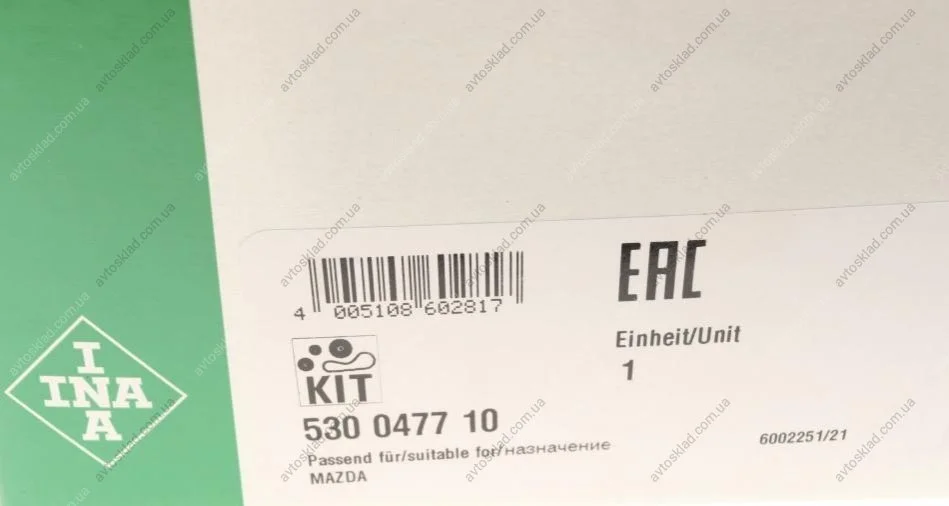 EAC
4 005108 602817
Einheit/Unit
1
KIT
530 0477 10
Passend für/suitable for/назначение
MAZDA
6002251/21
I
INA
A
avtosklad.com.ua